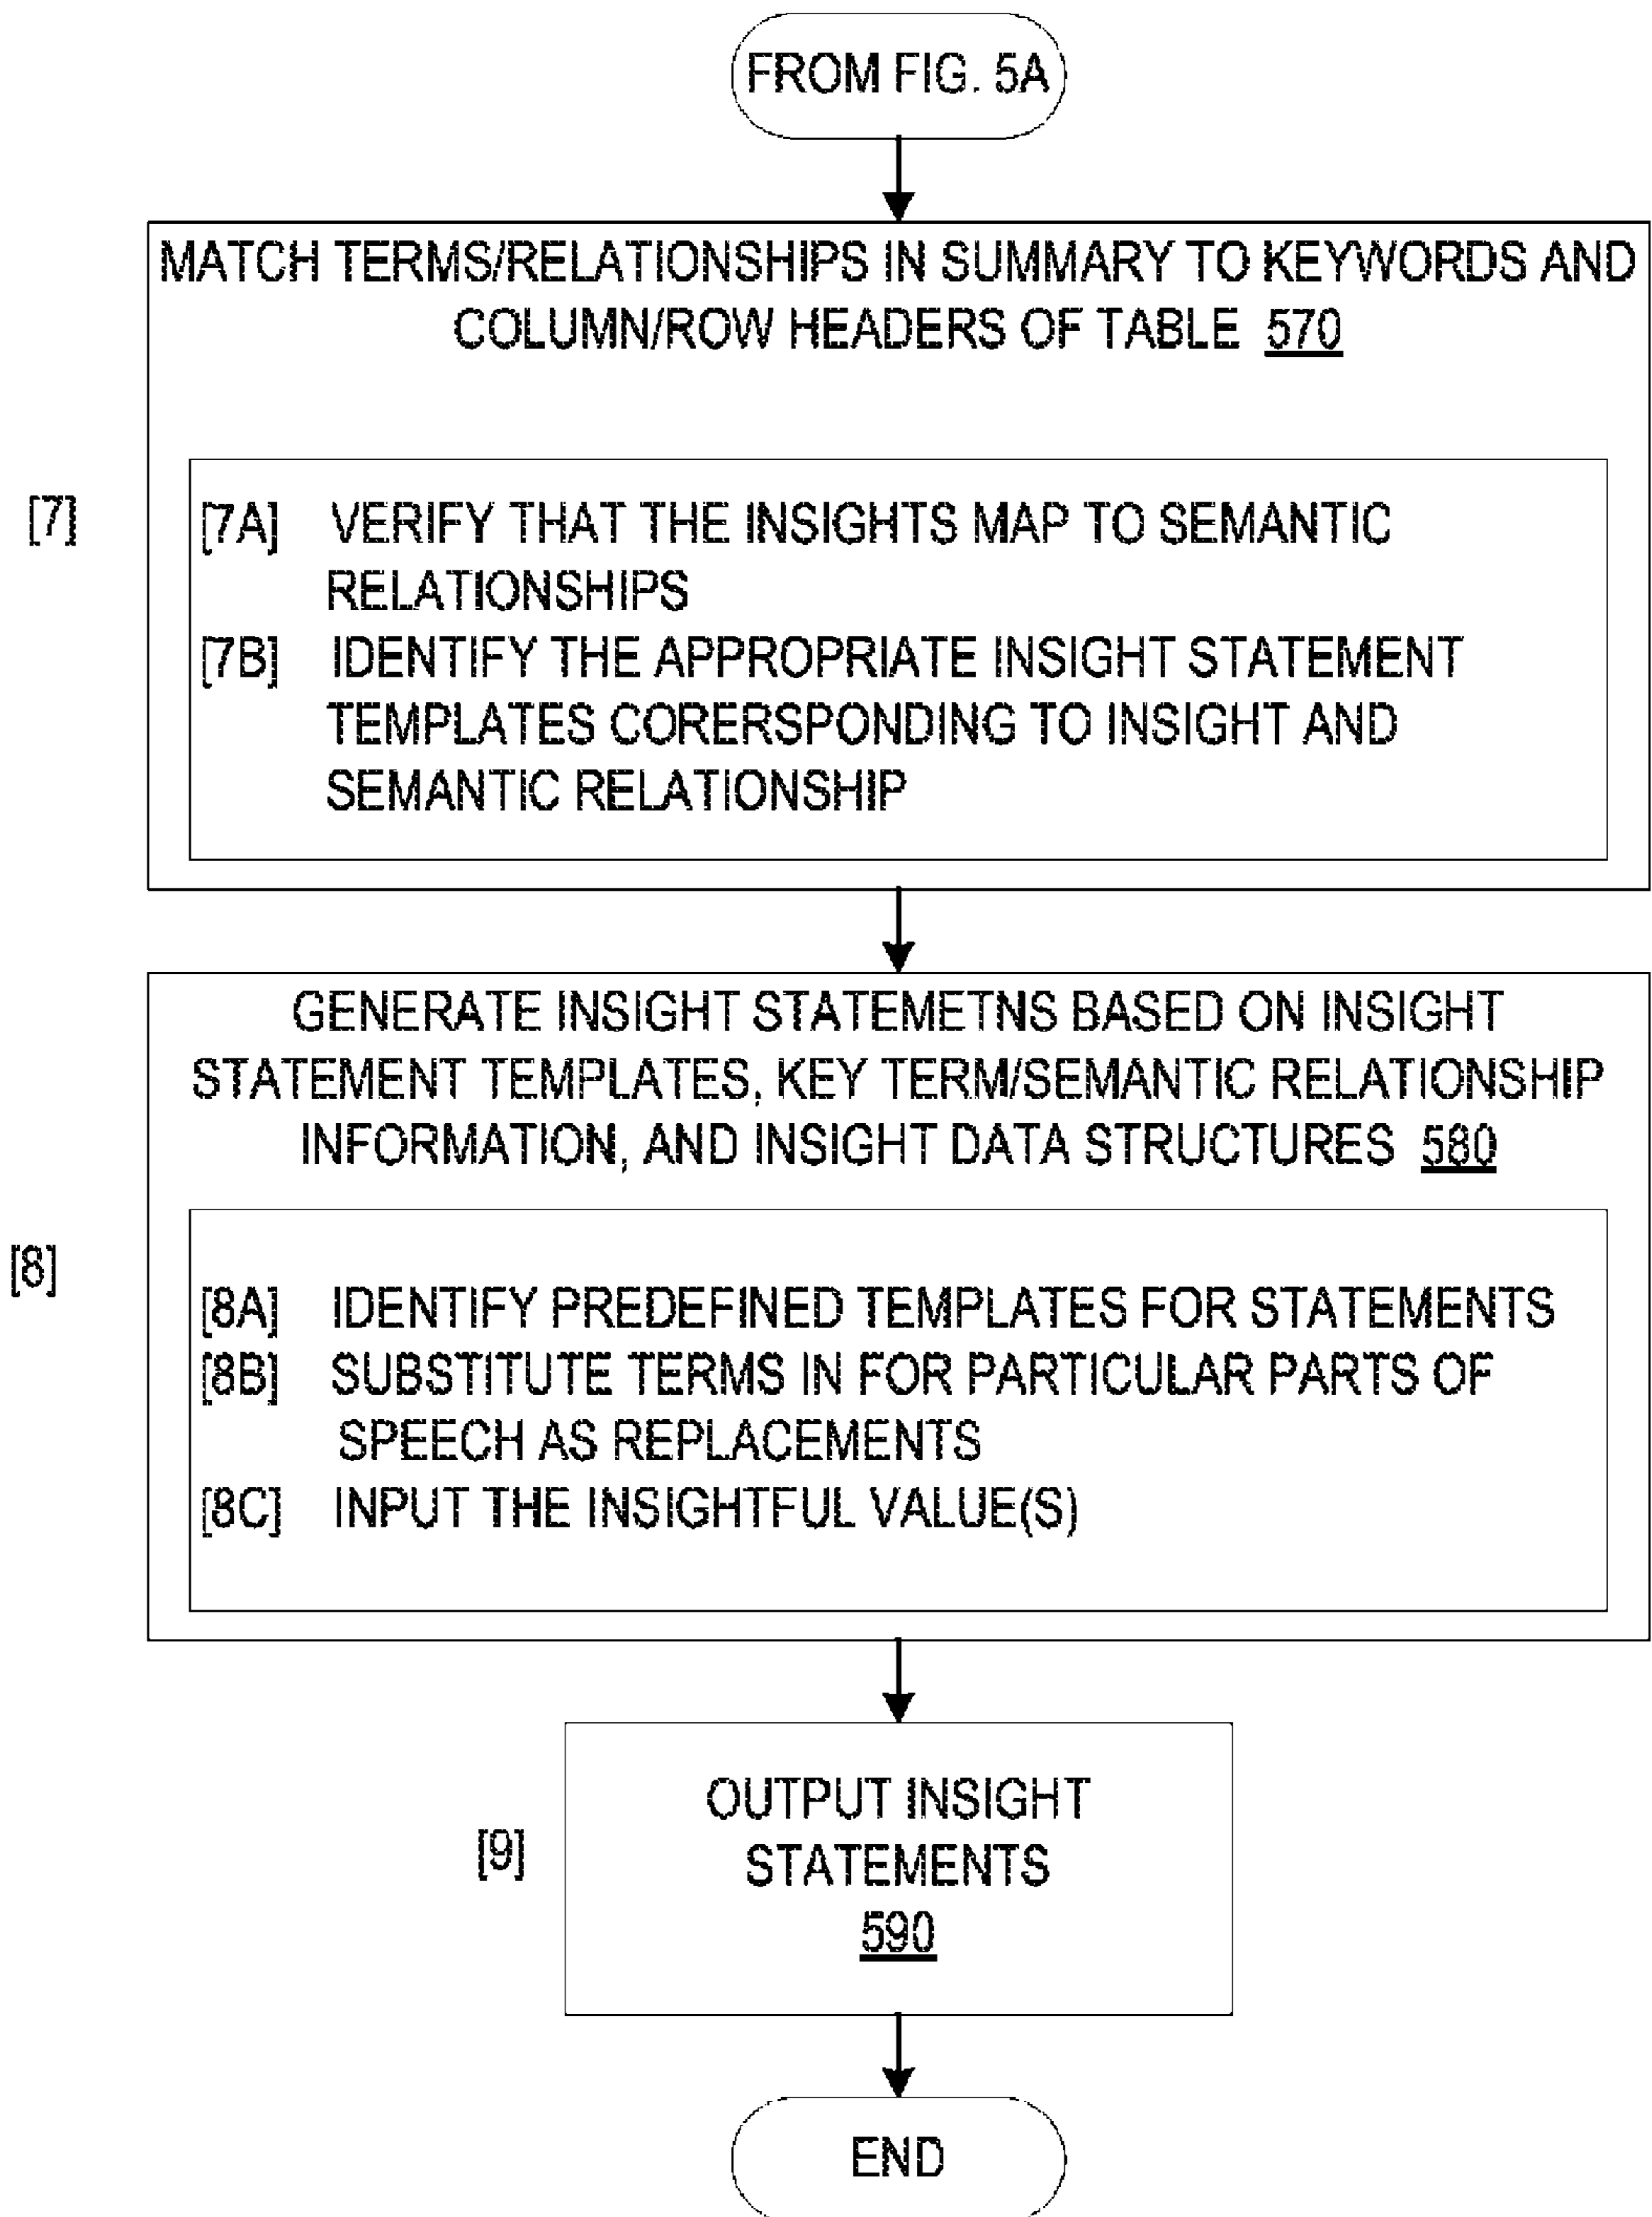 FROM FIG. 5A
MATCH TERMS/RELATIONSHIPS IN SUMMARY TO KEYWORDS AND
COLUMN/ROW HEADERS OF TABLE 570
[7]
[7A] VERIFY THAT THE INSIGHTS MAP TO SEMANTIC
RELATIONSHIPS
[7B] IDENTIFY THE APPROPRIATE INSIGHT STATEMENT
TEMPLATES CORERSPONDING TO INSIGHT AND
SEMANTIC RELATIONSHIP
GENERATE INSIGHT STATEMETNS BASED ON INSIGHT
STATEMENT TEMPLATES, KEY TERM/SEMANTIC RELATIONSHIP
INFORMATION, AND INSIGHT DATA STRUCTURES 580
[8]
[8A] IDENTIFY PREDEFINED TEMPLATES FOR STATEMENTS
[8B] SUBSTITUTE TERMS IN FOR PARTICULAR PARTS OF
SPEECH AS REPLACEMENTS
[8C] INPUT THE INSIGHTFUL VALUE(S)
OUTPUT INSIGHT
[9]
STATEMENTS
590
END